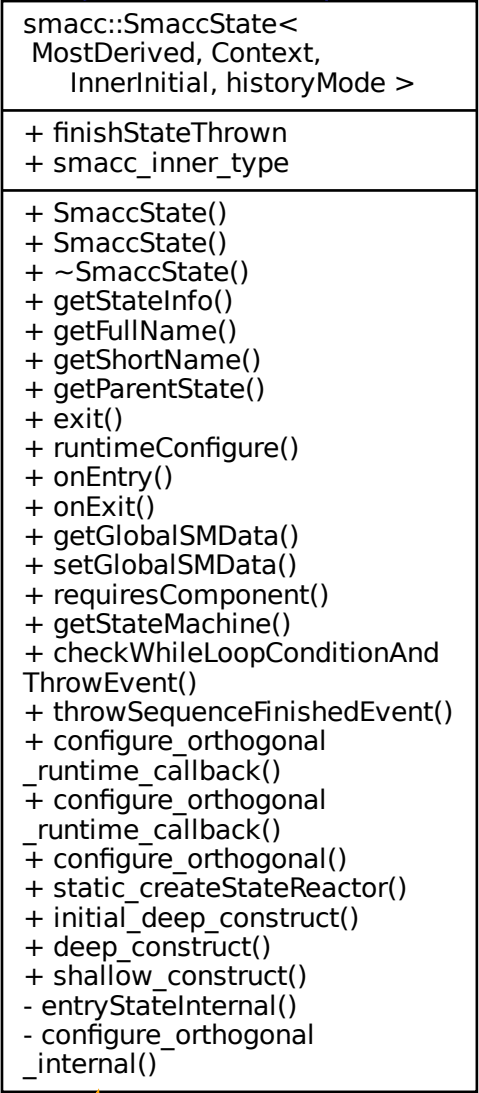 smacc::SmaccState<
MostDerived, Context,
InnerInitial, historyMode >
+ finishStateThrown
+ smacc_inner_type
+ SmaccState()
+ SmaccState()
+ ~SmaccState()
+ getStateInfo()
+ getFullName()
+ getShortName()
+ getParentState()
+ exit()
+ runtimeConfigure()
+ onEntry()
+ onExit()
+ getGlobalSMData()
+ setGlobalSMData()
+ requiresComponent()
+ getStateMachine()
+ checkWhileLoopConditionAnd
ThrowEvent()
+ throwSequenceFinishedEvent()
+ configure_orthogonal
_runtime_callback()
+ configure_orthogonal
_runtime_callback()
+ configure_orthogonal()
+ static_createStateReactor()
+ initial_deep_construct()
+ deep_construct()
+ shallow_construct()
- entryStateInternal()
- configure_orthogonal
_internal()